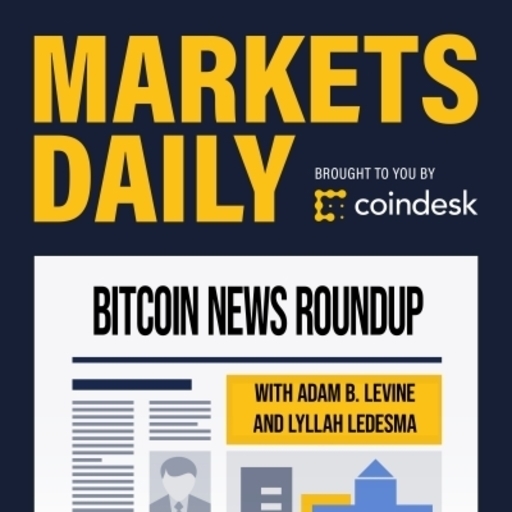 MARKETS
DAILY
BROUGHT TO YOU BY
coindesk
BITCOIN NEWS ROUNDUP
WITH ADAM B. LEVINE
AND LYLLAH LEDESMA